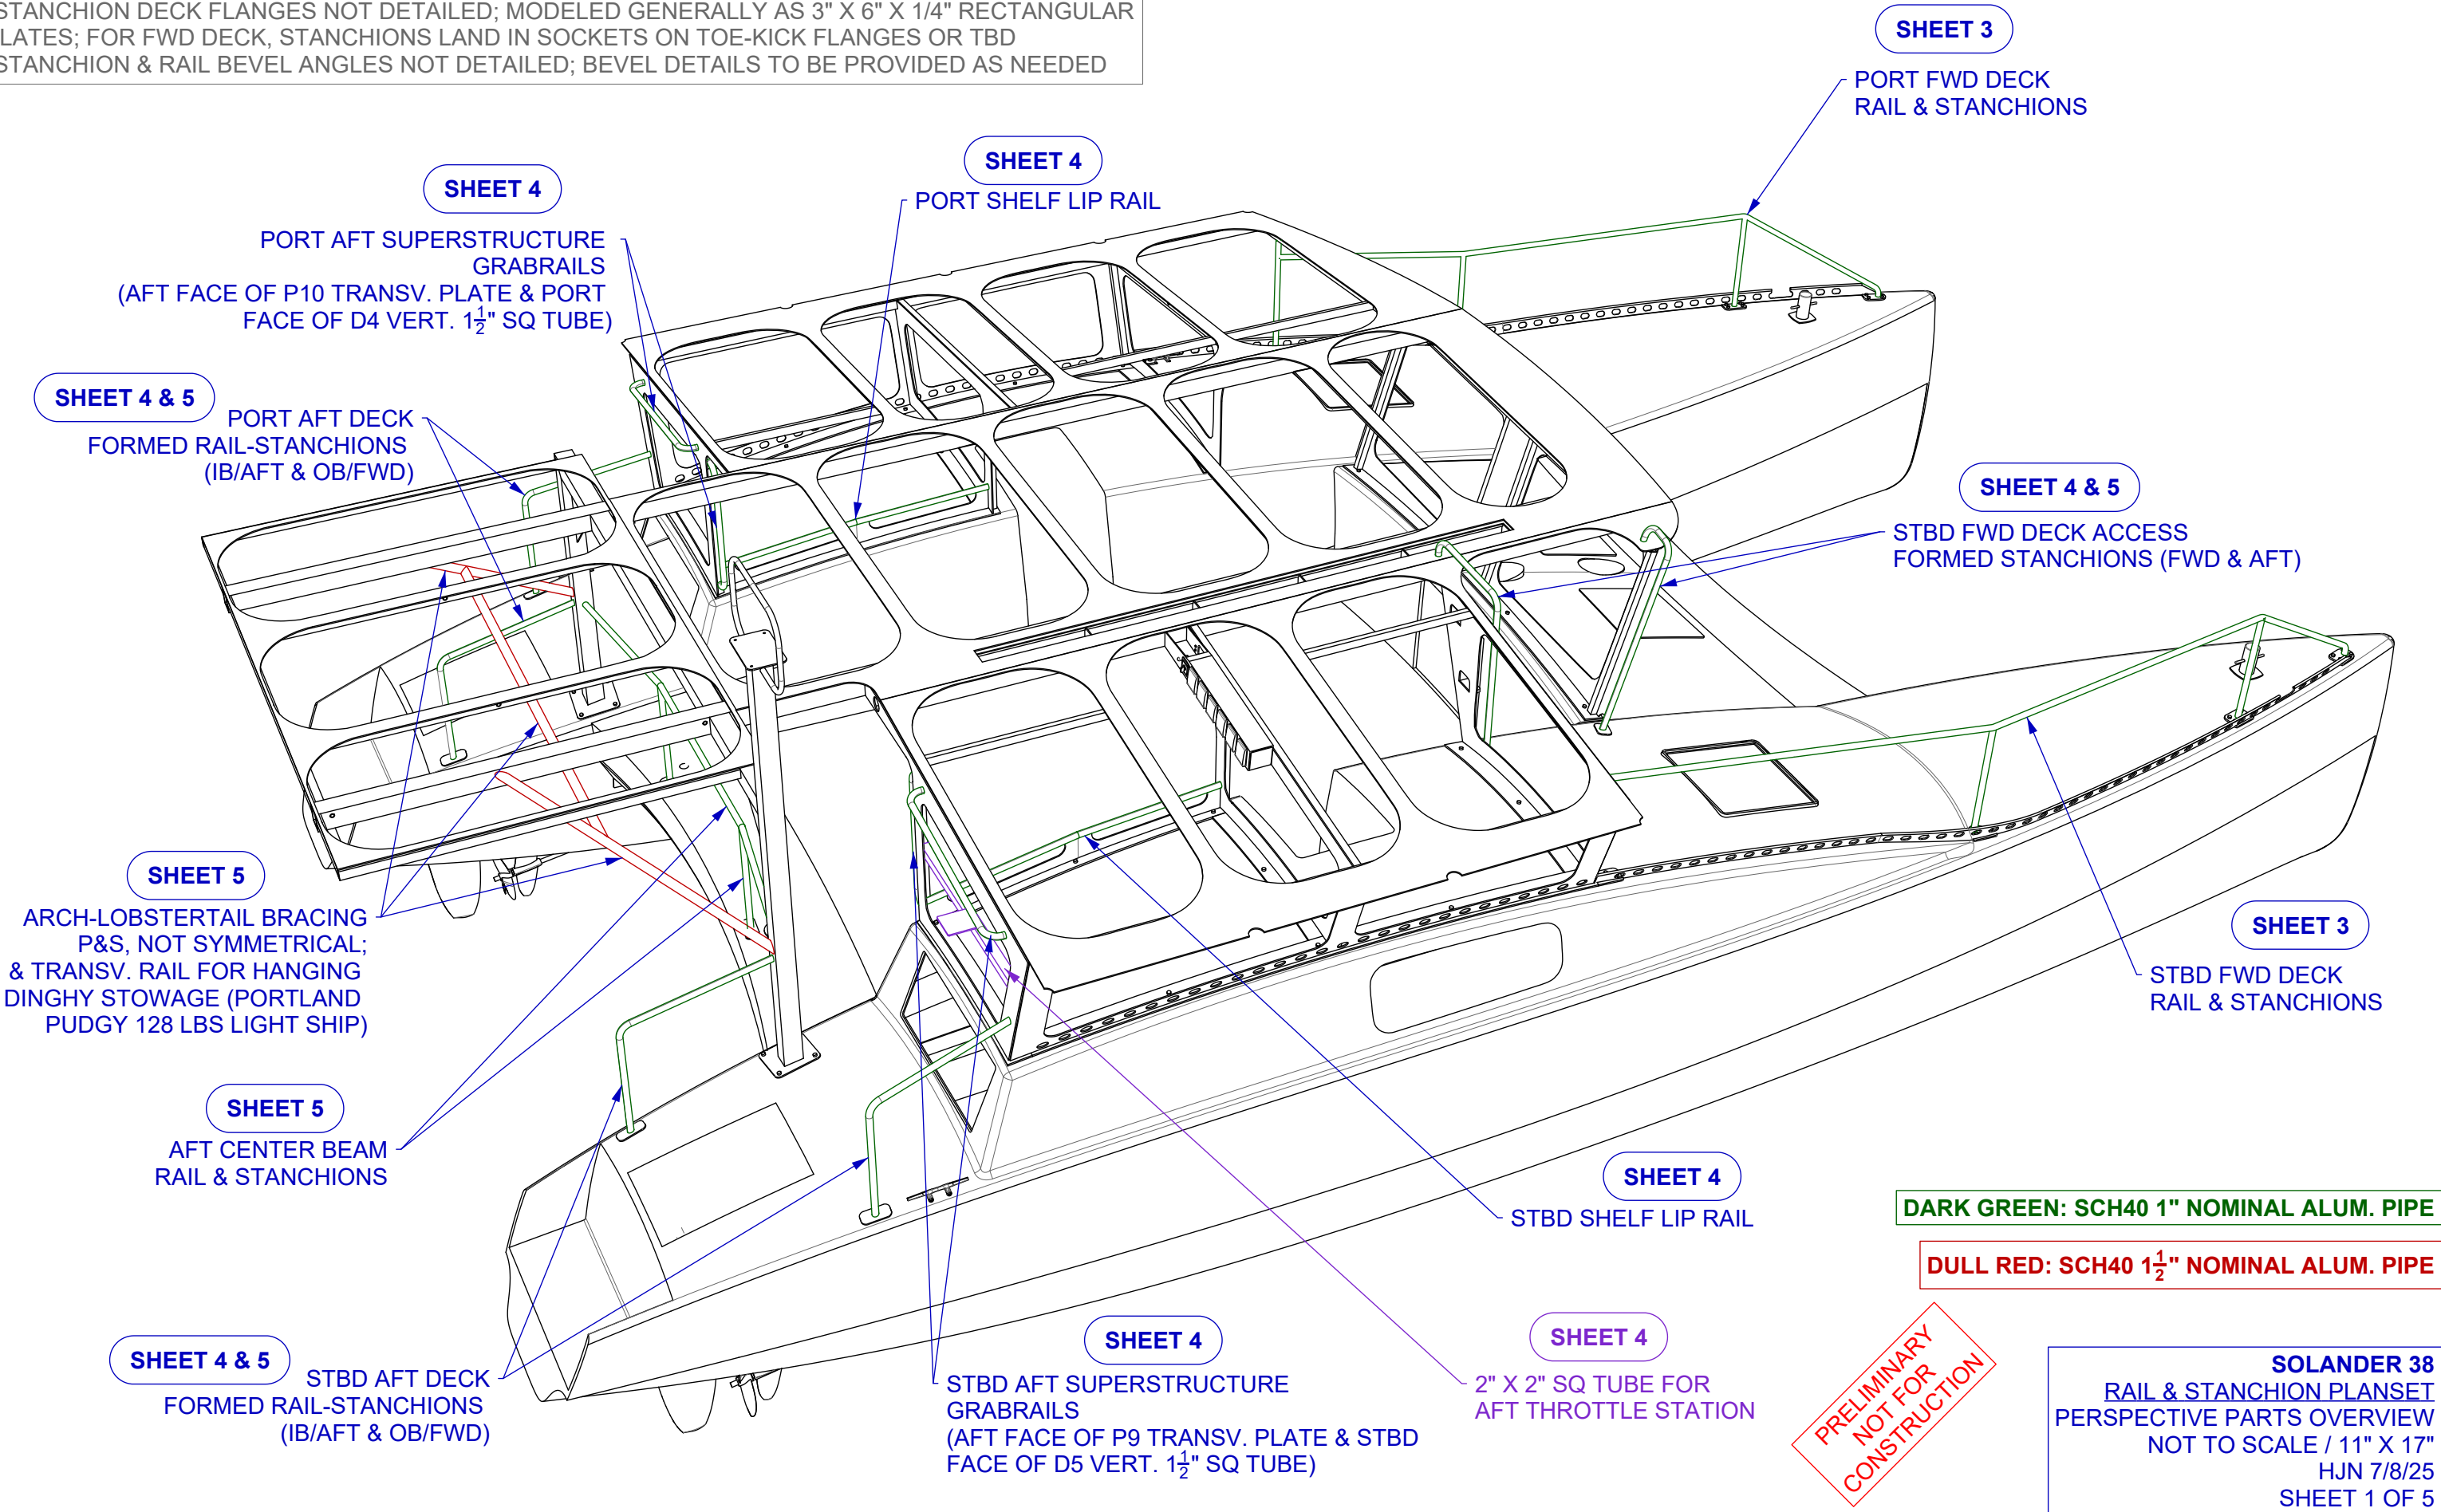 STANCHION DECK FLANGES NOT DETAILED; MODELED GENERALLY AS 3" X 6" X 1/4" RECTANGULAR
LATES; FOR FWD DECK, STANCHIONS LAND IN SOCKETS ON TOE-KICK FLANGES OR TBD
STANCHION & RAIL BEVEL ANGLES NOT DETAILED; BEVEL DETAILS TO BE PROVIDED AS NEEDED
SHEET 3
PORT FWD DECK
RAIL & STANCHIONS
SHEET 4
PORT SHELF LIP RAIL
SHEET 4
PORT AFT SUPERSTRUCTURE
GRABRAILS
(AFT FACE OF P10 TRANSV. PLATE & PORT
FACE OF D4 VERT. 1 1/2" SQ TUBE)
SHEET 4 & 5
PORT AFT DECK
FORMED RAIL-STANCHIONS
(IB/AFT & OB/FWD)
SHEET 4 & 5
STBD FWD DECK ACCESS
FORMED STANCHIONS (FWD & AFT)
SHEET 5
ARCH-LOBSTERTAIL BRACING
P&S, NOT SYMMETRICAL;
& TRANSV. RAIL FOR HANGING
DINGHY STOWAGE (PORTLAND
PUDGY 128 LBS LIGHT SHIP)
SHEET 3
STBD FWD DECK
RAIL & STANCHIONS
SHEET 5
AFT CENTER BEAM
RAIL & STANCHIONS
SHEET 4
STBD SHELF LIP RAIL
DARK GREEN: SCH40 1" NOMINAL ALUM. PIPE
DULL RED: SCH40 1 1/2" NOMINAL ALUM. PIPE
SHEET 4 & 5
STBD AFT DECK
FORMED RAIL-STANCHIONS
(IB/AFT & OB/FWD)
SHEET 4
STBD AFT SUPERSTRUCTURE
GRABRAILS
(AFT FACE OF P9 TRANSV. PLATE & STBD
FACE OF D5 VERT. 1 1/2" SQ TUBE)
SHEET 4
2" X 2" SQ TUBE FOR
AFT THROTTLE STATION
PRELIMINARY
NOT FOR
CONSTRUCTION
SOLANDER 38
RAIL & STANCHION PLANSET
PERSPECTIVE PARTS OVERVIEW
NOT TO SCALE / 11" X 17"
HJN 7/8/25
SHEET 1 OF 5